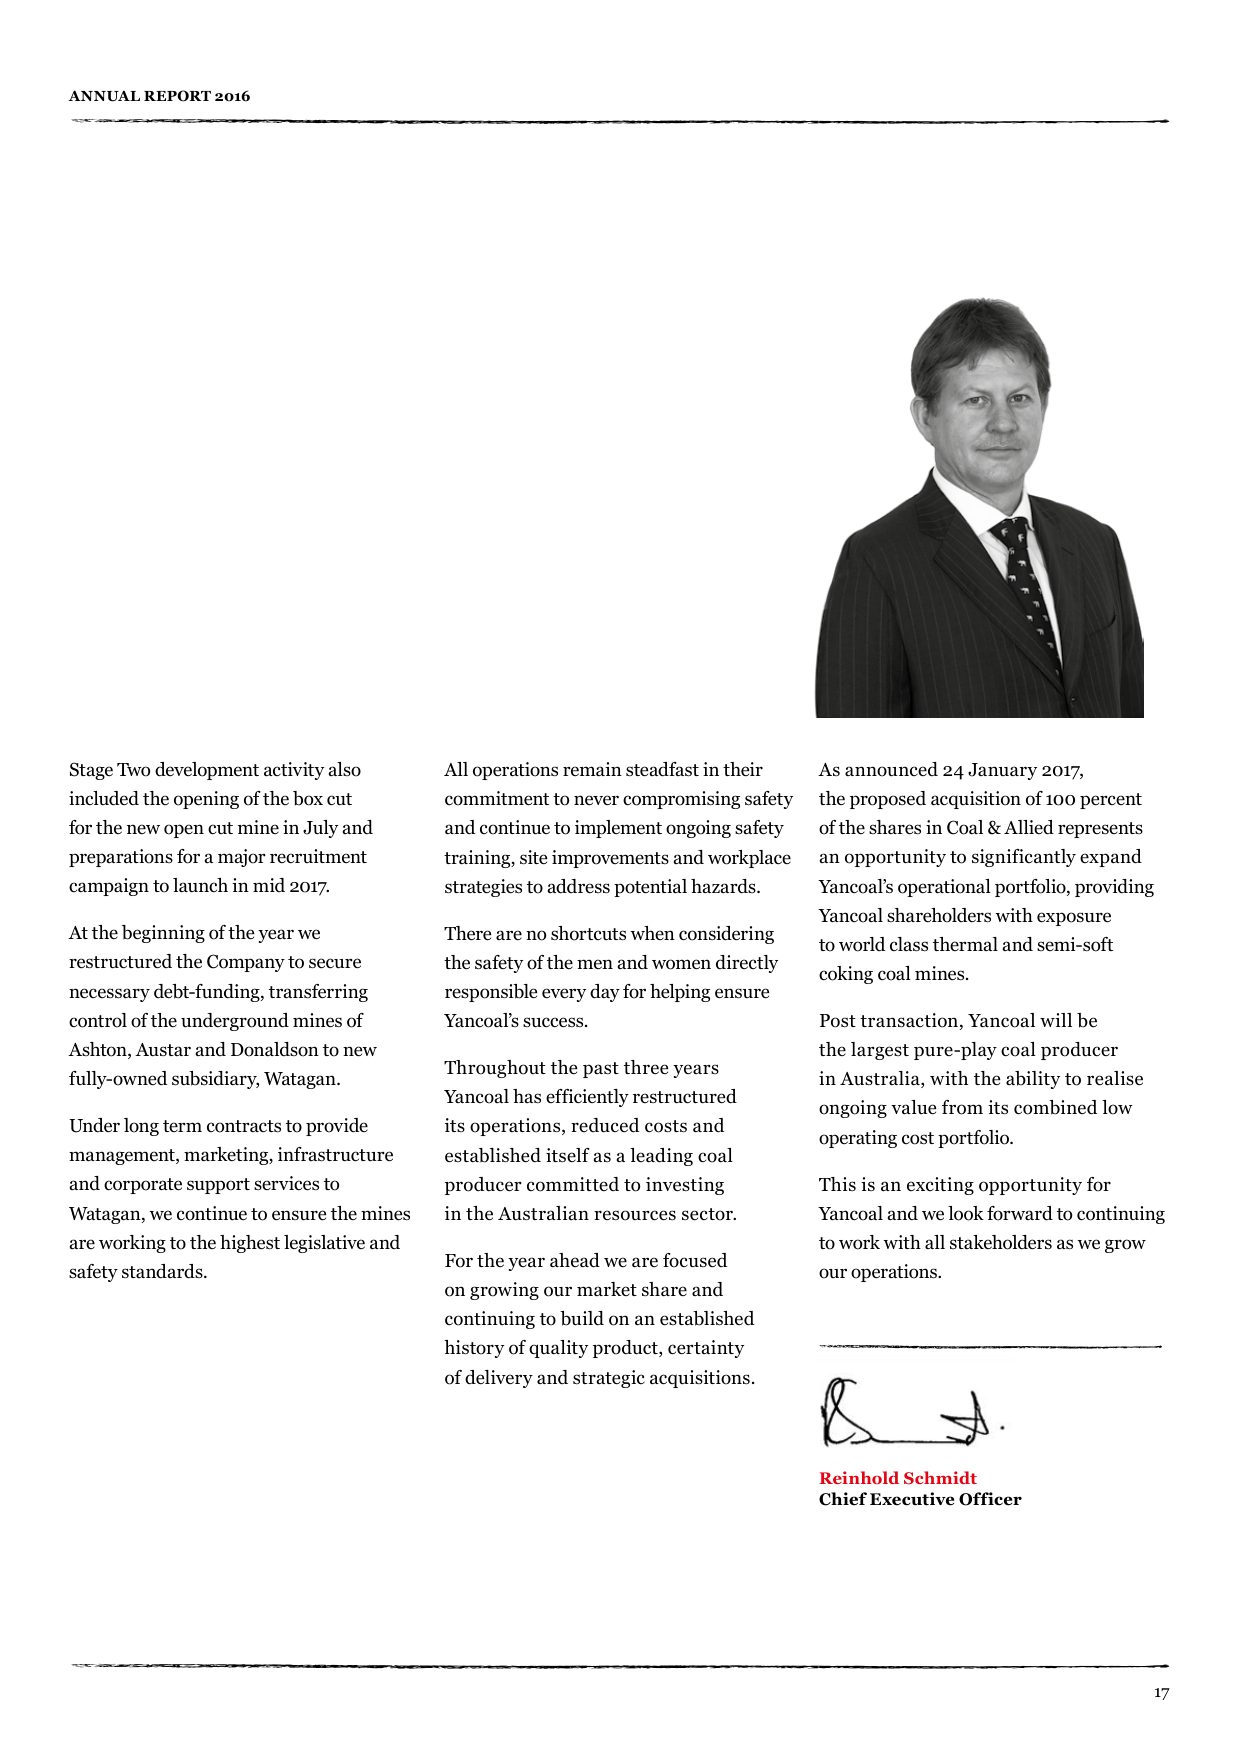 ANNUAL REPORT 2016
Stage Two development activity also
included the opening of the box cut
for the new open cut mine in July and
preparations for a major recruitment
campaign to launch in mid 2017.
At the beginning of the year we
restructured the Company to secure
necessary debt-funding, transferring
control of the underground mines of
Ashton, Austar and Donaldson to new
fully-owned subsidiary, Watagan.
Under long term contracts to provide
management, marketing, infrastructure
and corporate support services to
Watagan, we continue to ensure the mines
are working to the highest legislative and
safety standards.
All operations remain steadfast in their
commitment to never compromising safety
and continue to implement ongoing safety
training, site improvements and workplace
strategies to address potential hazards.
There are no shortcuts when considering
the safety of the men and women directly
responsible every day for helping ensure
Yancoal’s success.
Throughout the past three years
Yancoal has efficiently restructured
its operations, reduced costs and
established itself as a leading coal
producer committed to investing
in the Australian resources sector.
For the year ahead we are focused
on growing our market share and
continuing to build on an established
history of quality product, certainty
of delivery and strategic acquisitions.
As announced 24 January 2017,
the proposed acquisition of 100 percent
of the shares in Coal & Allied represents
an opportunity to significantly expand
Yancoal’s operational portfolio, providing
Yancoal shareholders with exposure
to world class thermal and semi-soft
coking coal mines.
Post transaction, Yancoal will be
the largest pure-play coal producer
in Australia, with the ability to realise
ongoing value from its combined low
operating cost portfolio.
This is an exciting opportunity for
Yancoal and we look forward to continuing
to work with all stakeholders as we grow
our operations.
Reinhold Schmidt
Chief Executive Officer
17